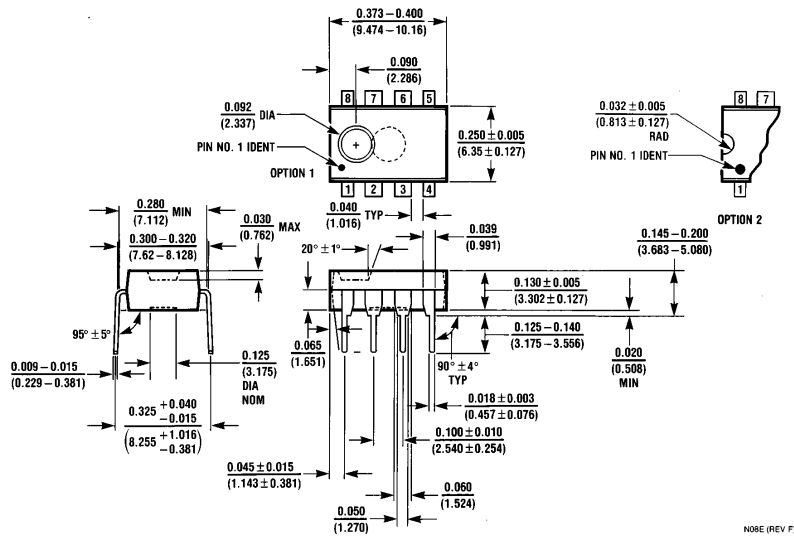 0.373–0.400
(9.474–10.16)
0.090
(2.286)
8 7 6 5
0.092 DIA
(2.337)
PIN NO. 1 IDENT
OPTION 1
+
1 2 3 4
0.250 ± 0.005
(6.35 ± 0.127)
0.032 ± 0.005
(0.813 ± 0.127)
RAD
PIN NO. 1 IDENT
8 7
1
OPTION 2
0.280 MIN
(7.112)
0.300–0.320
(7.62–8.128)
0.030 MAX
(0.762)
0.040 TYP
(1.016)
0.039
(0.991)
20° ± 1°
0.145–0.200
(3.683–5.080)
0.130 ± 0.005
(3.302 ± 0.127)
0.125–0.140
(3.175–3.556)
0.020
(0.508)
MIN
95° ± 5°
0.009–0.015
(0.229–0.381)
0.125
(3.175)
DIA
NOM
0.065
(1.651)
90° ± 4°
TYP
0.018 ± 0.003
(0.457 ± 0.076)
0.325 +0.040 −0.015
(8.255 +1.016 −0.381)
0.100 ± 0.010
(2.540 ± 0.254)
0.045 ± 0.015
(1.143 ± 0.381)
0.060
(1.524)
0.050
(1.270)
N08E (REV F)